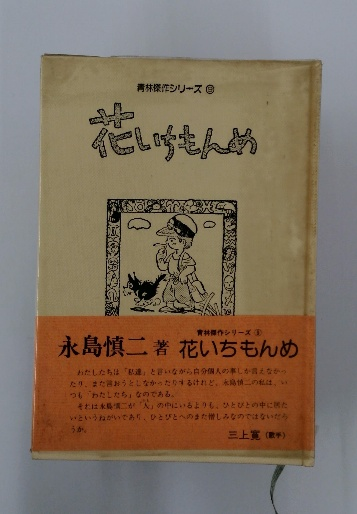 青林傑作シリーズ⑬
花いちもんめ
青林傑作シリーズ
永島慎二 著 花いちもんめ
わたしたちは「私達」と言いながら自分個人の事しか言えなかっ
たり、また語おうとしなかったりするけれど、永島慎二の私は、い
つも「わたしたち」なのである。
それは永島慎二が「人」の中にいるよりも、ひとびとの中に居た
いというねがいであり、ひとびとへのまた憎しみなのではないだろ
うか。
三上寛(歌手)